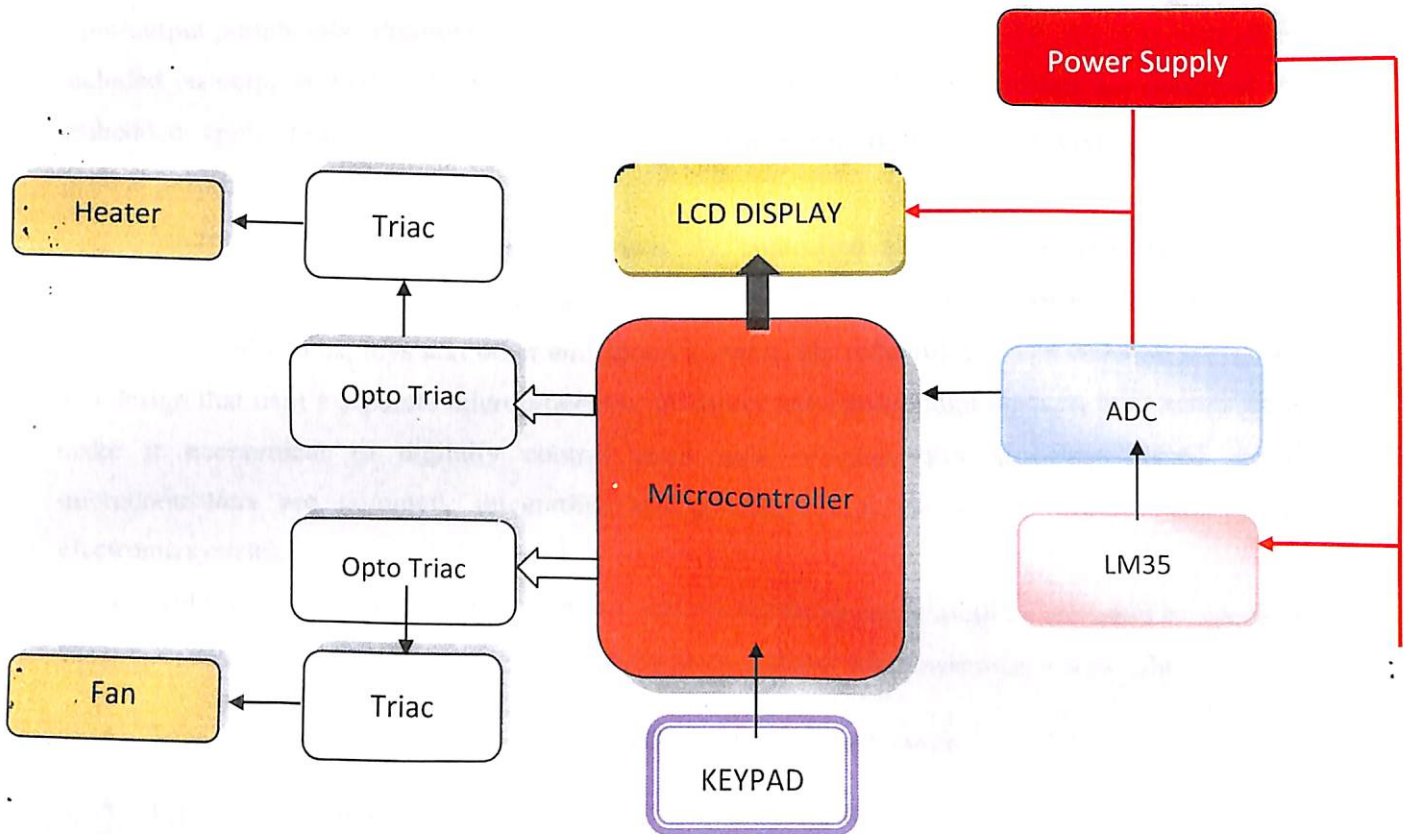 Power Supply
Heater
Triac
LCD DISPLAY
Opto Triac
ADC
Microcontroller
Opto Triac
LM35
Fan
Triac
KEYPAD